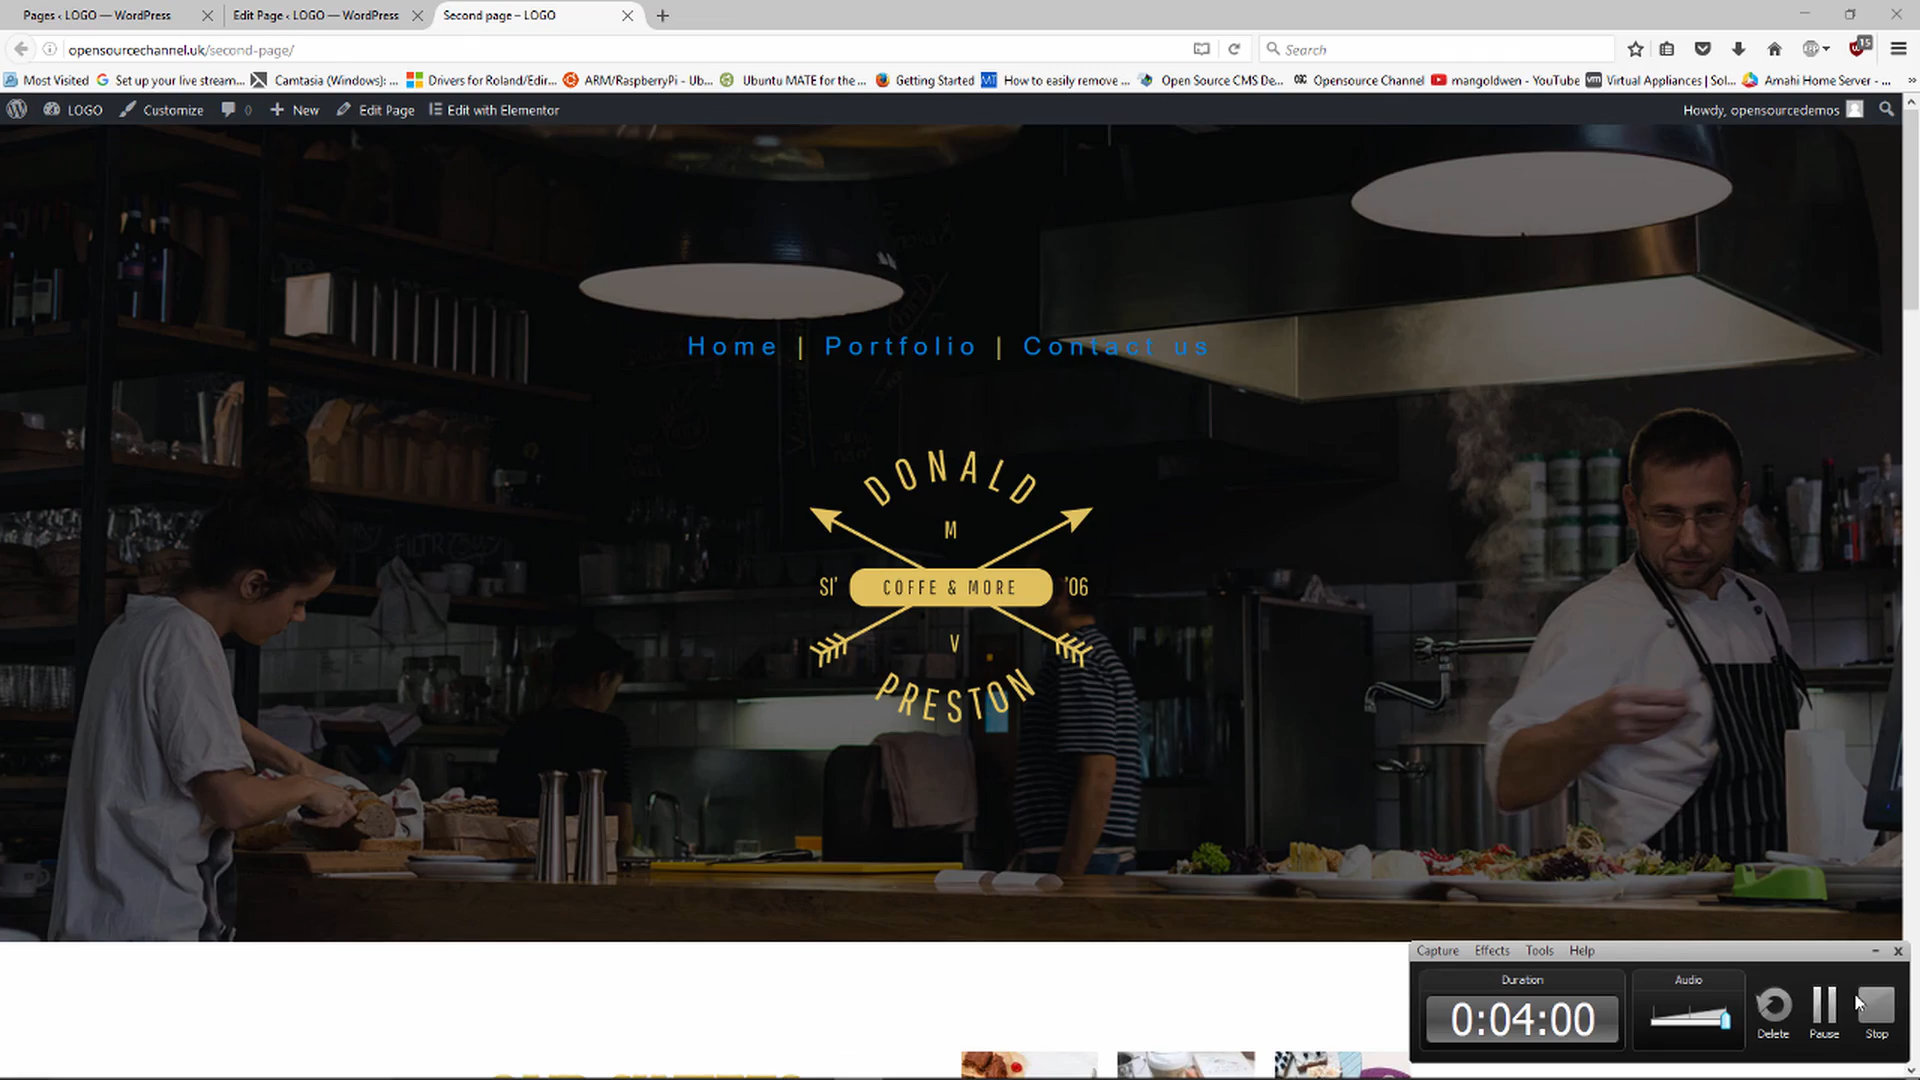 Pages ‹ LOGO — WordPress
Edit Page ‹ LOGO — WordPress
Second page – LOGO
opensourcechannel.uk/second-page/
Search
15
Most Visited
Set up your live stream...
Camtasia (Windows): ...
Drivers for Roland/Edir...
ARM/RaspberryPi - Ub...
Ubuntu MATE for the ...
Getting Started
How to easily remove ...
Open Source CMS De...
Opensource Channel
mangoldwen - YouTube
Virtual Appliances | Sol...
Amahi Home Server - ...
LOGO
Customize
0
New
Edit Page
Edit with Elementor
Howdy, opensourcedemos
Home | Portfolio | Contact us
DONALD
M
SI'
COFFE & MORE
'06
V
PRESTON
Capture
Effects
Tools
Help
Duration
Audio
0:04:00
Delete
Pause
Stop